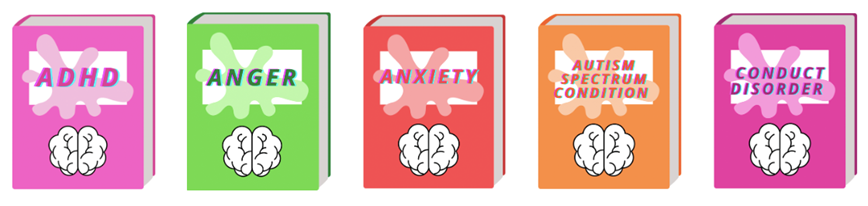 ADHD
ANGER
ANXIETY
AUTISM
SPECTRUM
CONDITION
CONDUCT
DISORDER